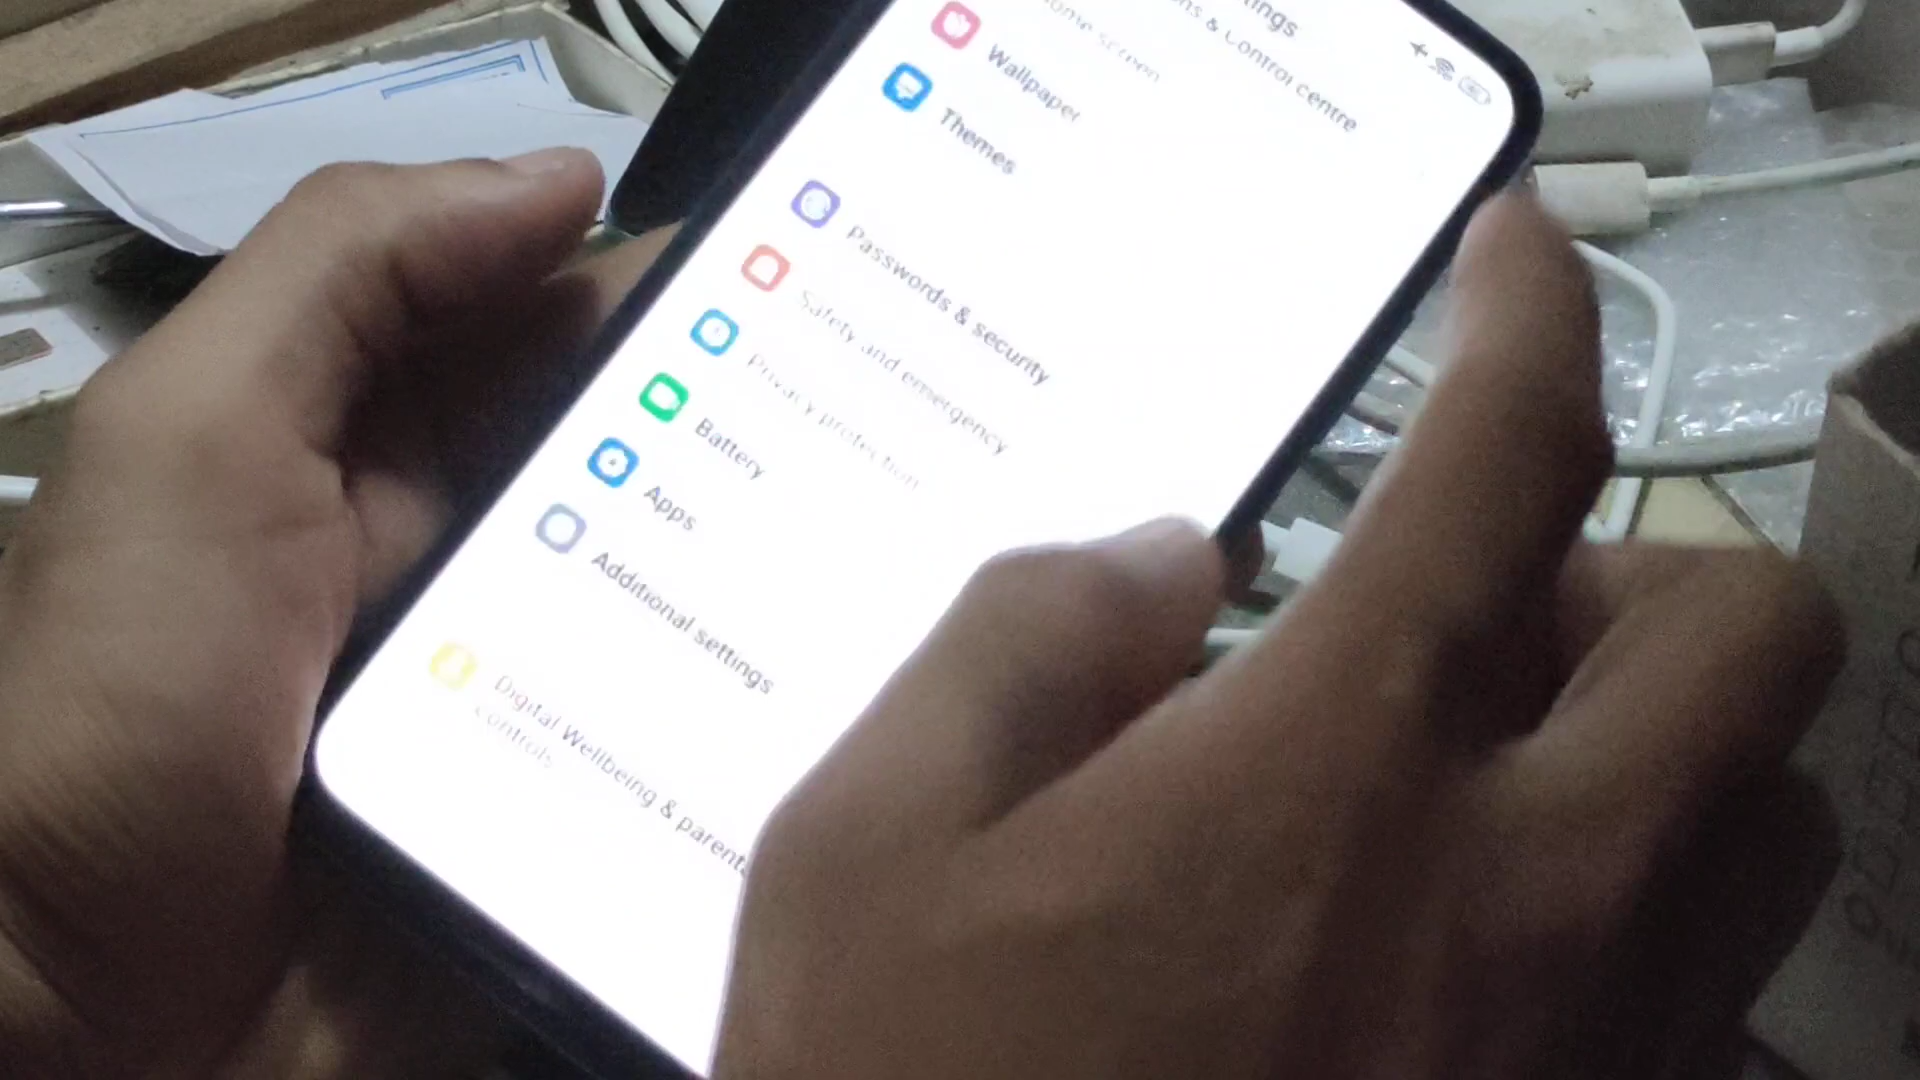 ome screen
ns & Control centre
Wallpaper
Themes
Passwords & security
Safety and emergency
Privacy protection
Battery
Apps
Additional settings
Digital Wellbeing & parent
controls